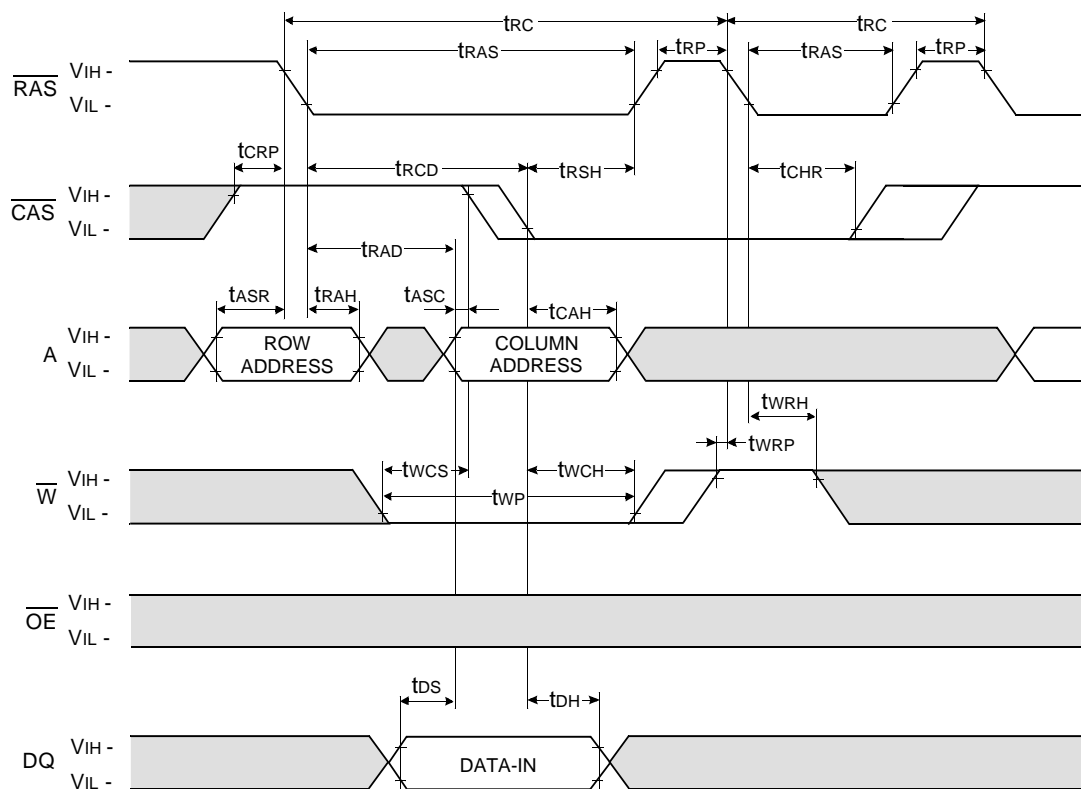 tRC tRC
tRAS tRP tRAS tRP
RAS VIH -
VIL -
tCRP tRCD tRSH tCHR
CAS VIH -
VIL -
tRAD
tASR tRAH tASC tCAH
A VIH -
VIL -
ROW ADDRESS
COLUMN ADDRESS
tWRH
tWRP
tWCS tWCH
W VIH -
VIL -
tWP
OE VIH -
VIL -
tDS tDH
DQ VIH -
VIL -
DATA-IN